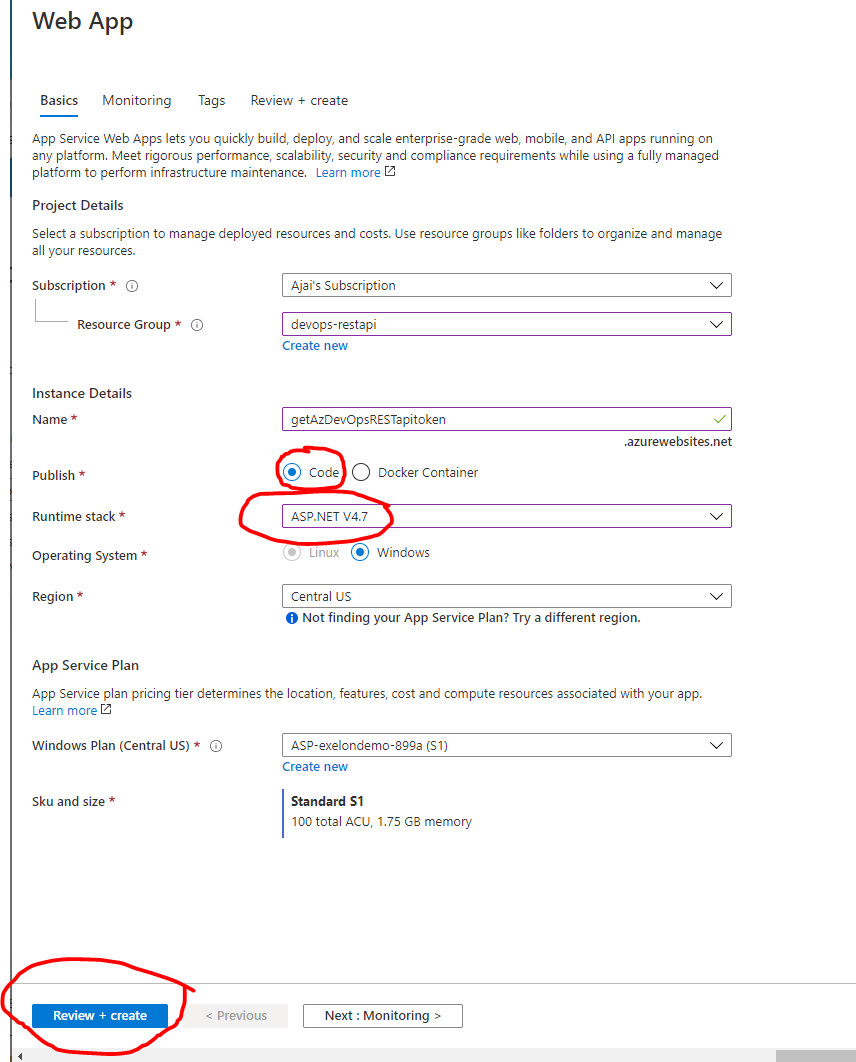 Web App
Basics Monitoring Tags Review + create
App Service Web Apps lets you quickly build, deploy, and scale enterprise-grade web, mobile, and API apps running on
any platform. Meet rigorous performance, scalability, security and compliance requirements while using a fully managed
platform to perform infrastructure maintenance. Learn more
Project Details
Select a subscription to manage deployed resources and costs. Use resource groups like folders to organize and manage
all your resources.
Subscription * Ajai's Subscription
Resource Group * devops-restapi
Create new
Instance Details
Name * getAzDevOpsRESTapitoken
.azurewebsites.net
Publish * Code Docker Container
Runtime stack * ASP.NET V4.7
Operating System * Linux Windows
Region * Central US
Not finding your App Service Plan? Try a different region.
App Service Plan
App Service plan pricing tier determines the location, features, cost and compute resources associated with your app.
Learn more
Windows Plan (Central US) * ASP-exelondemo-899a (S1)
Create new
Sku and size * Standard S1
100 total ACU, 1.75 GB memory
Review + create < Previous Next : Monitoring >